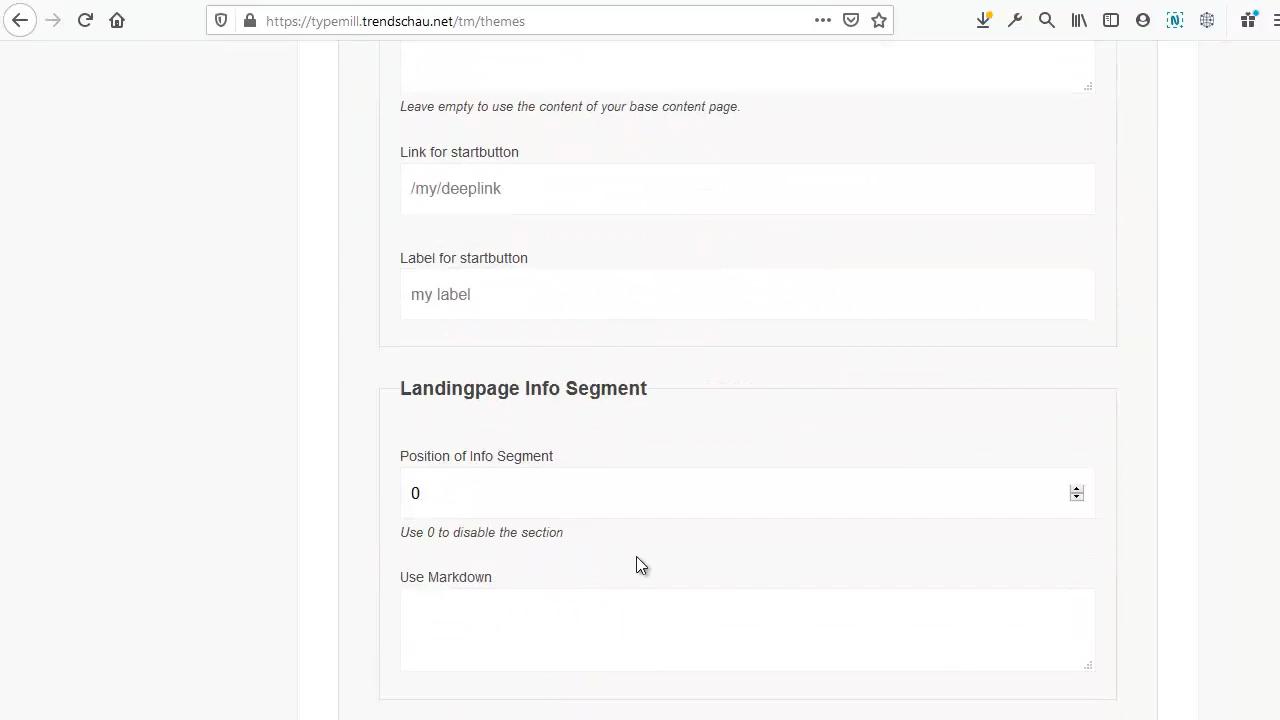 https://typemill.trendschau.net/tm/themes
Leave empty to use the content of your base content page.
Link for startbutton
/my/deeplink
Label for startbutton
my label
Landingpage Info Segment
Position of Info Segment
0
Use 0 to disable the section
Use Markdown